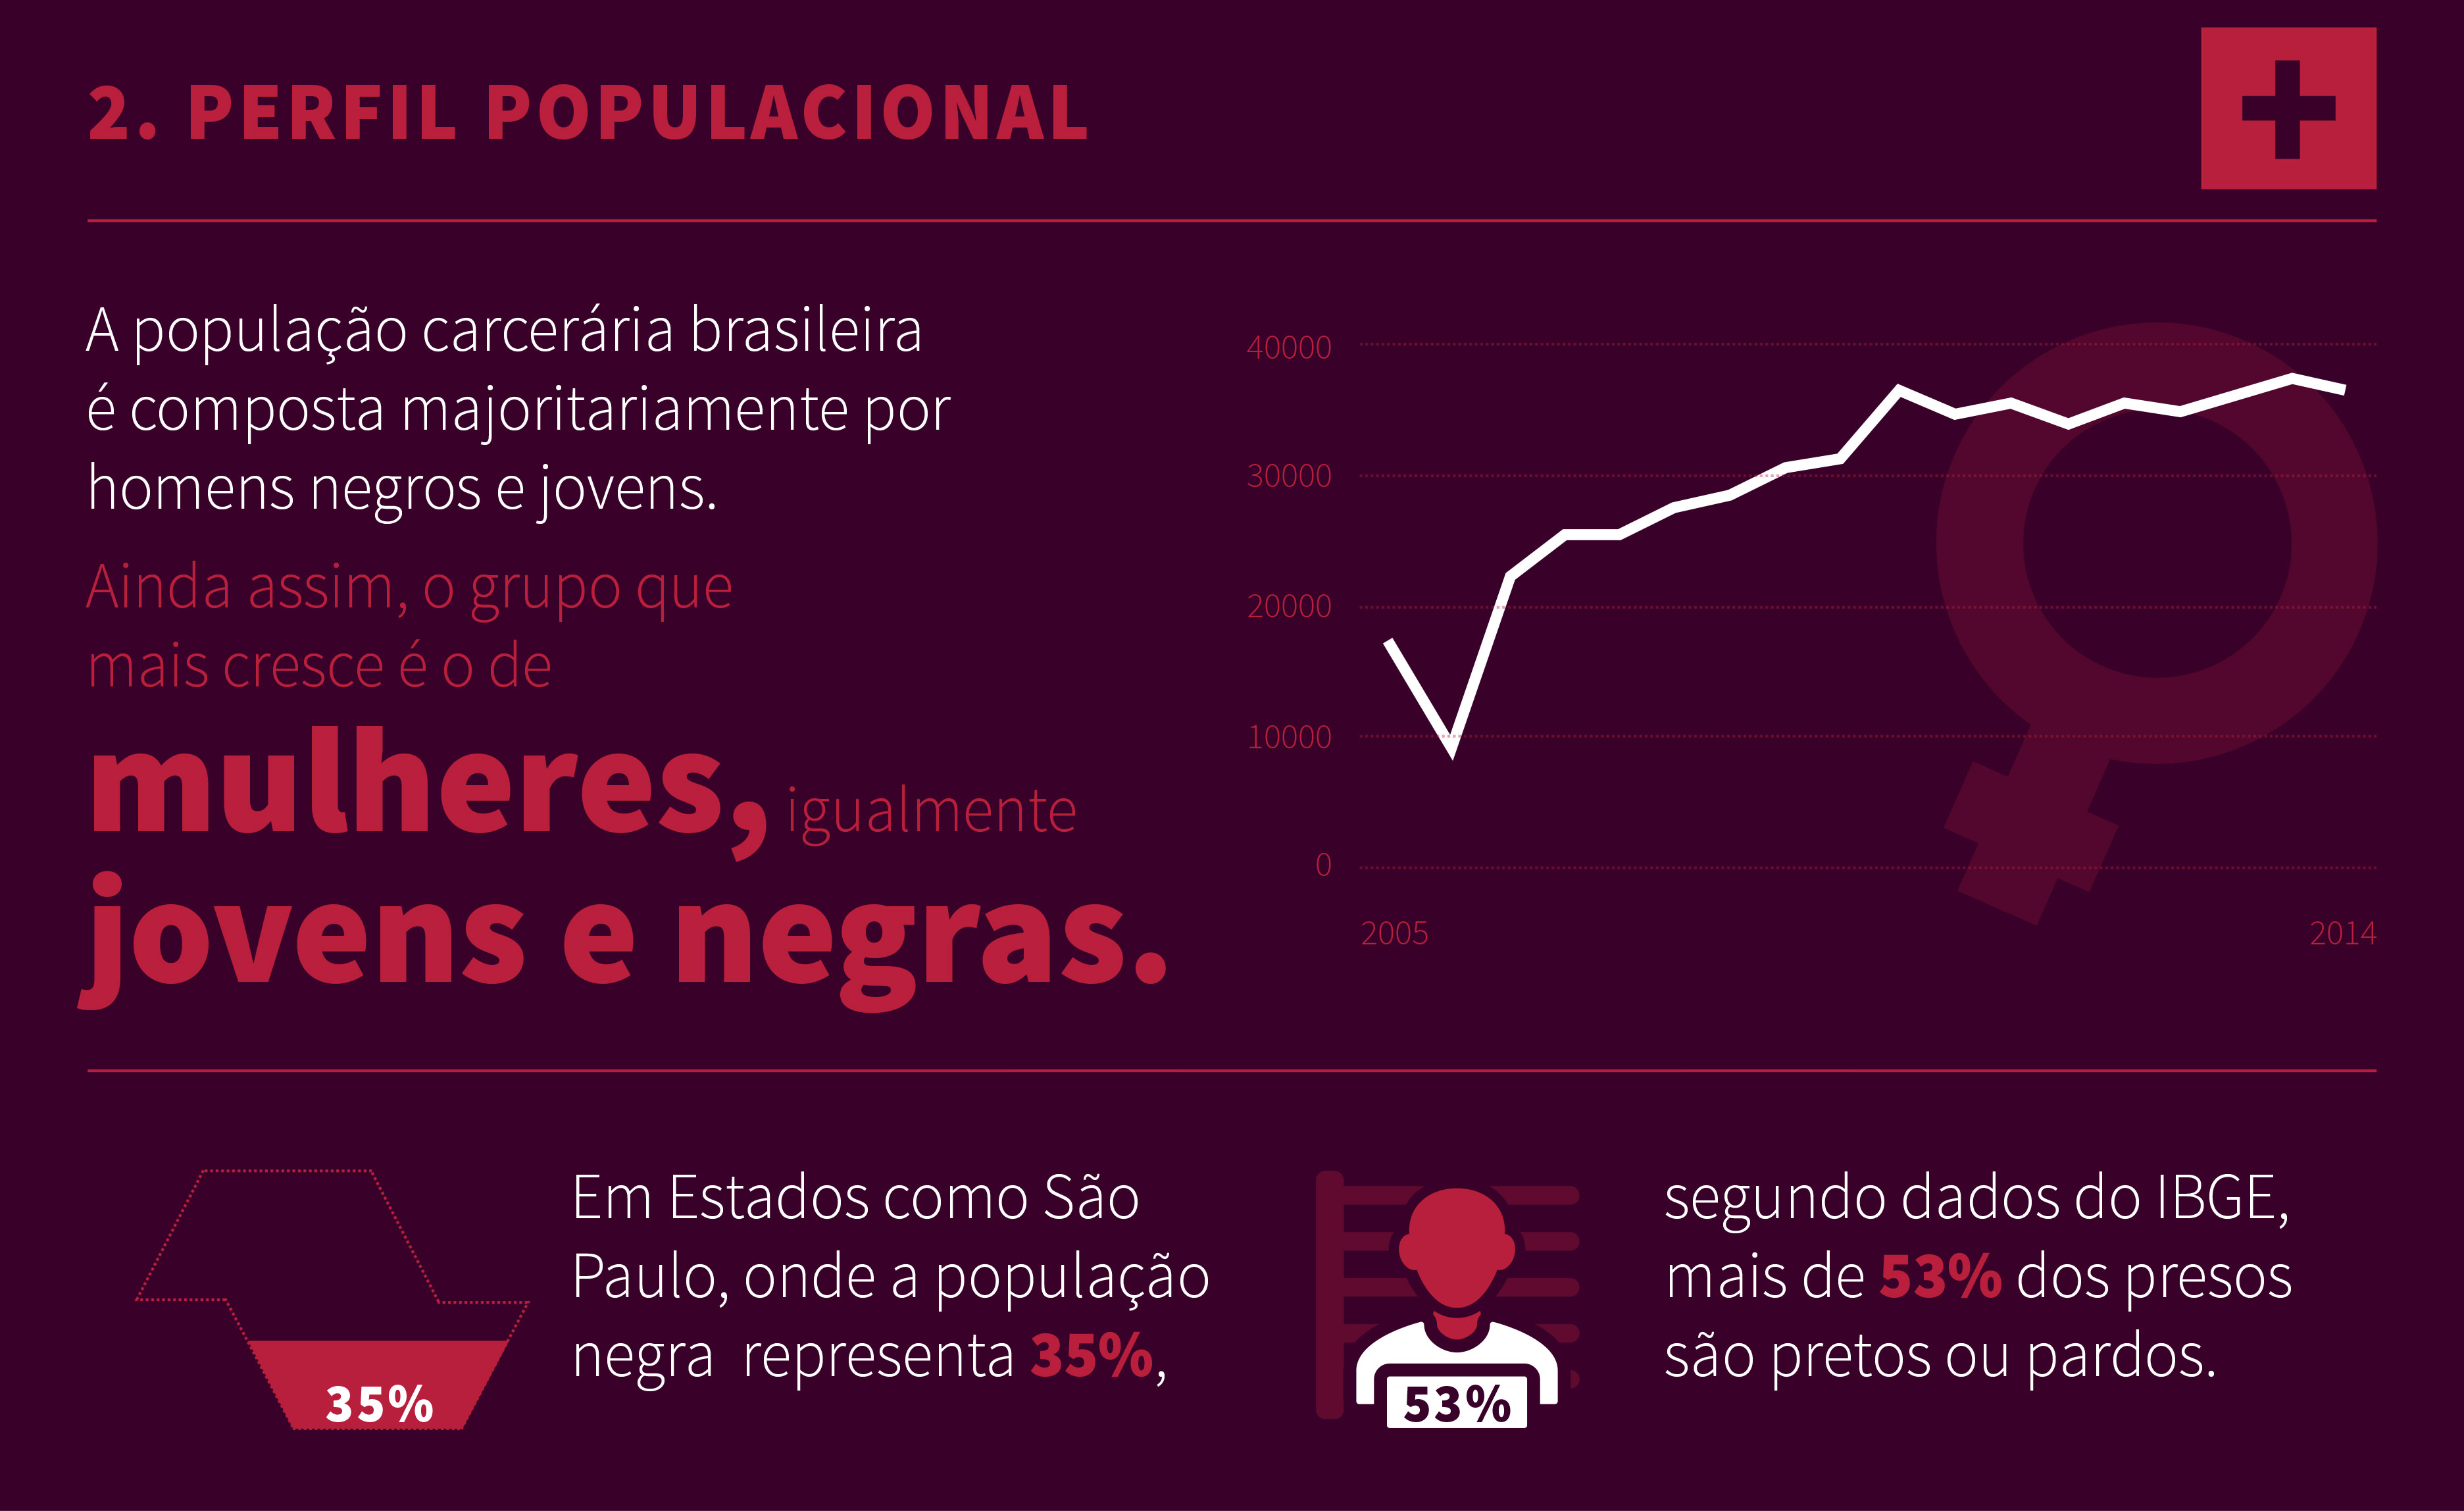 2. PERFIL POPULACIONAL
A população carcerária brasileira
é composta majoritariamente por
homens negros e jovens.
Ainda assim, o grupo que
mais cresce é o de
mulheres, igualmente
jovens e negras.
40000
30000
20000
10000
0
2005 2014
35%
Em Estados como São
Paulo, onde a população
negra representa 35%,
53%
segundo dados do IBGE,
mais de 53% dos presos
são pretos ou pardos.